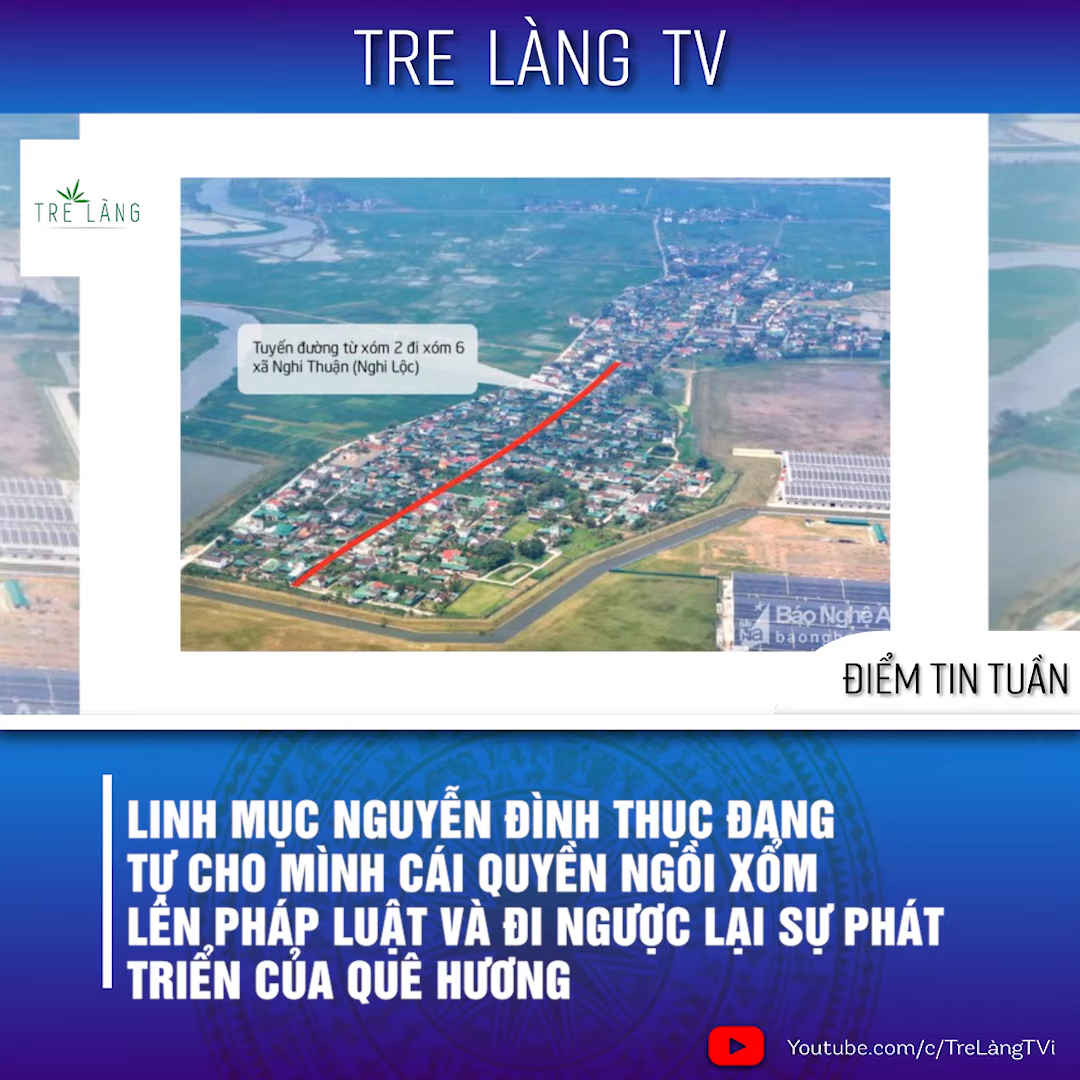 TRE LÀNG TV
TRE LÀNG
Tuyến đường từ xóm 2 đi xóm 6
xã Nghi Thuận (Nghi Lộc)
Báo Nghệ A
baongh
ĐIỂM TIN TUẦN
LINH MỤC NGUYỄN ĐÌNH THỤC ĐANG
TỰ CHO MÌNH CÁI QUYỀN NGỒI XỔM
LÊN PHÁP LUẬT VÀ ĐI NGƯỢC LẠI SỰ PHÁT
TRIỂN CỦA QUÊ HƯƠNG
Youtube.com/c/TreLàngTVi